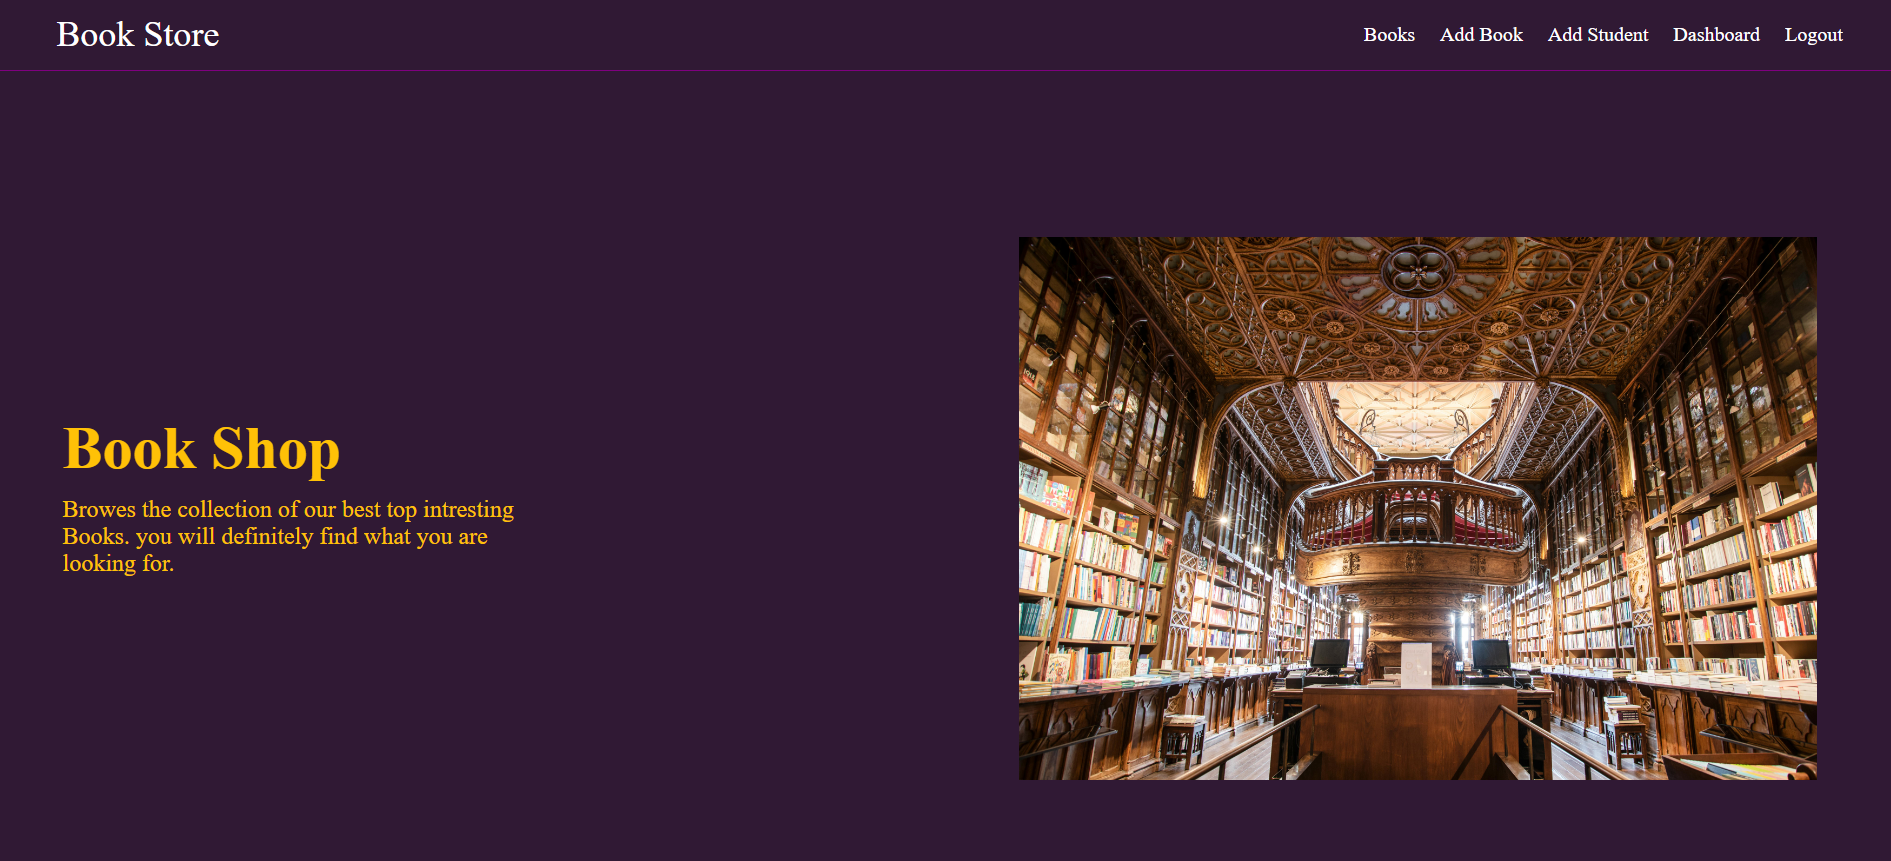 Book Store
Books Add Book Add Student Dashboard Logout
Book Shop
Browes the collection of our best top intresting
Books. you will definitely find what you are
looking for.